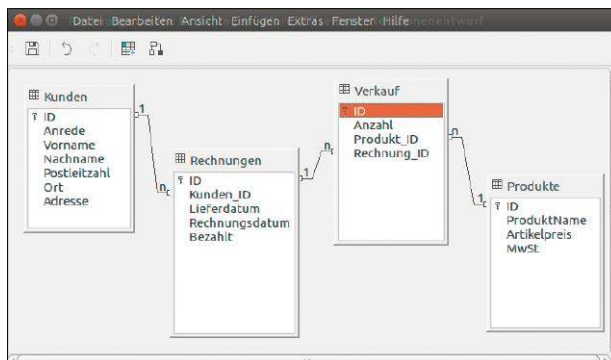 Datei Bearbeiten Ansicht Einfügen Extras Fenster Hilfe
Kunden
ID
Anrede
Vorname
Nachname
Postleitzahl
Ort
Adresse
1
n
Rechnungen
ID
Kunden_ID
Lieferdatum
Rechnungsdatum
Bezahlt
1
n
Verkauf
ID
Anzahl
Produkt_ID
Rechnung_ID
n
1
Produkte
ID
ProduktName
Artikelpreis
MwSt